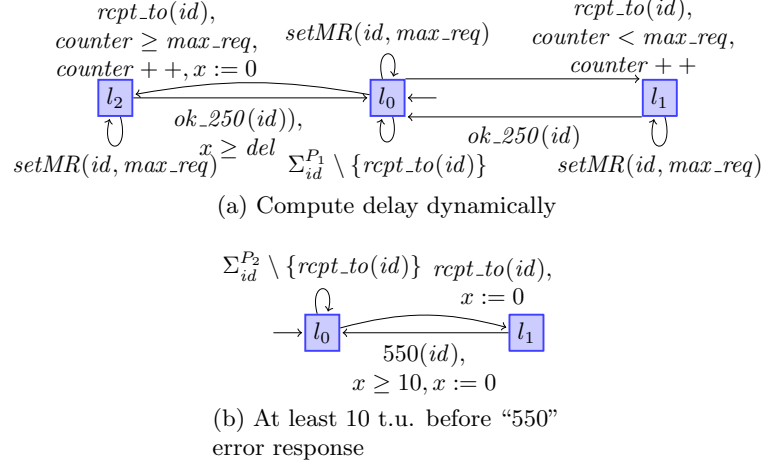 rcpt_to(id),
counter ≥ max_req,
counter + +, x := 0
setMR(id, max_req)
rcpt_to(id),
counter < max_req,
counter + +
l₂
l₀
l₁
ok_250(id)),
x ≥ del
ok_250(id)
setMR(id, max_req)
Σ_{id}^{P₁} \ {rcpt_to(id)}
setMR(id, max_req)
(a) Compute delay dynamically
Σ_{id}^{P₂} \ {rcpt_to(id)}
rcpt_to(id),
x := 0
l₀
l₁
550(id),
x ≥ 10, x := 0
(b) At least 10 t.u. before “550”
error response